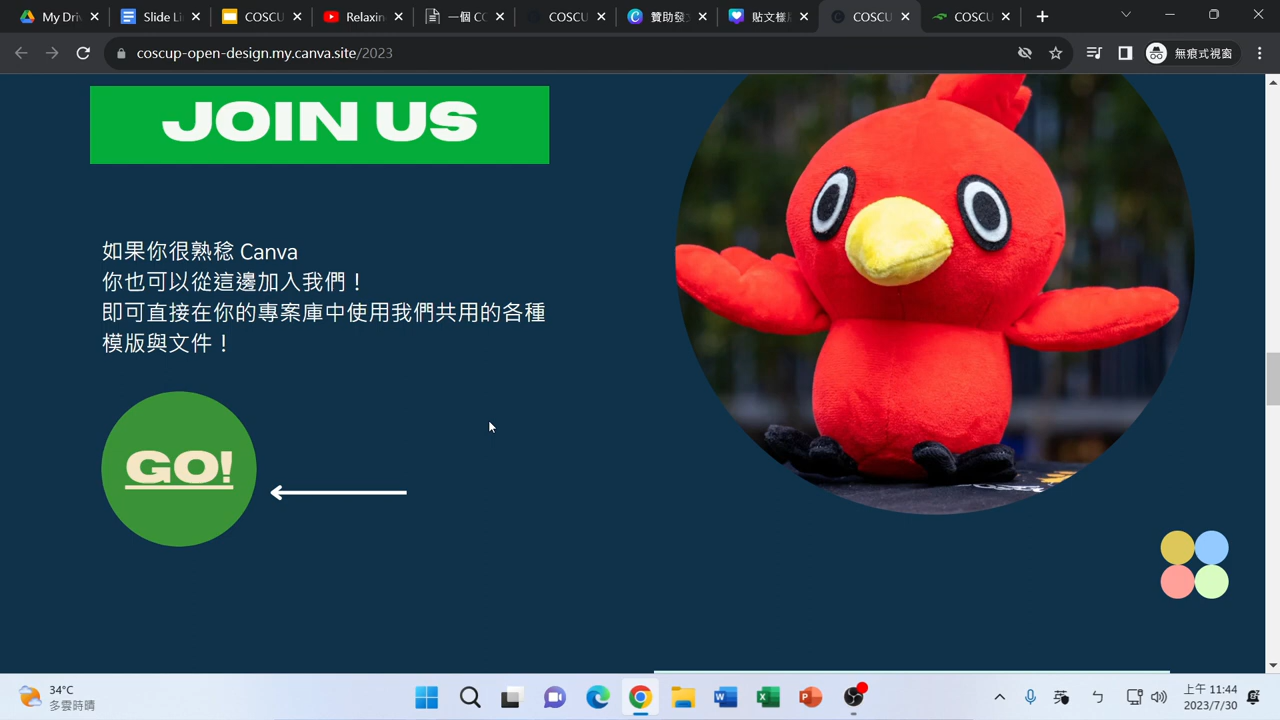 My Dri
Slide Li
COSCU
Relaxin
一個 CO
COSCU
贊助發
貼文樣
COSCU
COSCU
coscup-open-design.my.canva.site/2023
無痕式視窗
JOIN US
如果你很熟稔 Canva
你也可以從這邊加入我們！
即可直接在你的專案庫中使用我們共用的各種
模版與文件！
GO!
34°C
多雲時晴
英
上午 11:44
2023/7/30